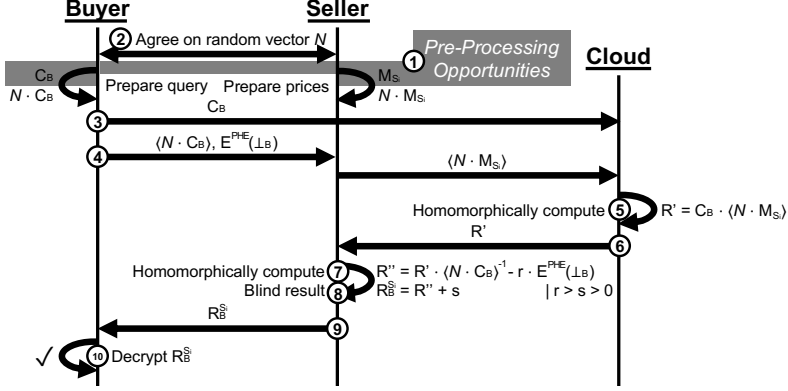 Buyer
Seller
② Agree on random vector N
① Pre-Processing
Opportunities
Cloud
C_B
M_Si
N · C_B
Prepare query
Prepare prices
N · M_Si
C_B
③
④
⟨N · C_B⟩, E^PHE(⊥_B)
⟨N · M_Si⟩
Homomorphically compute ⑤ R' = C_B · ⟨N · M_Si⟩
R'
⑥
Homomorphically compute ⑦ R'' = R' · ⟨N · C_B⟩^-1 - r · E^PHE(⊥_B)
Blind result ⑧ R_B^Si = R'' + s | r > s > 0
R_B^Si
⑨
✓ ⑩ Decrypt R_B^Si